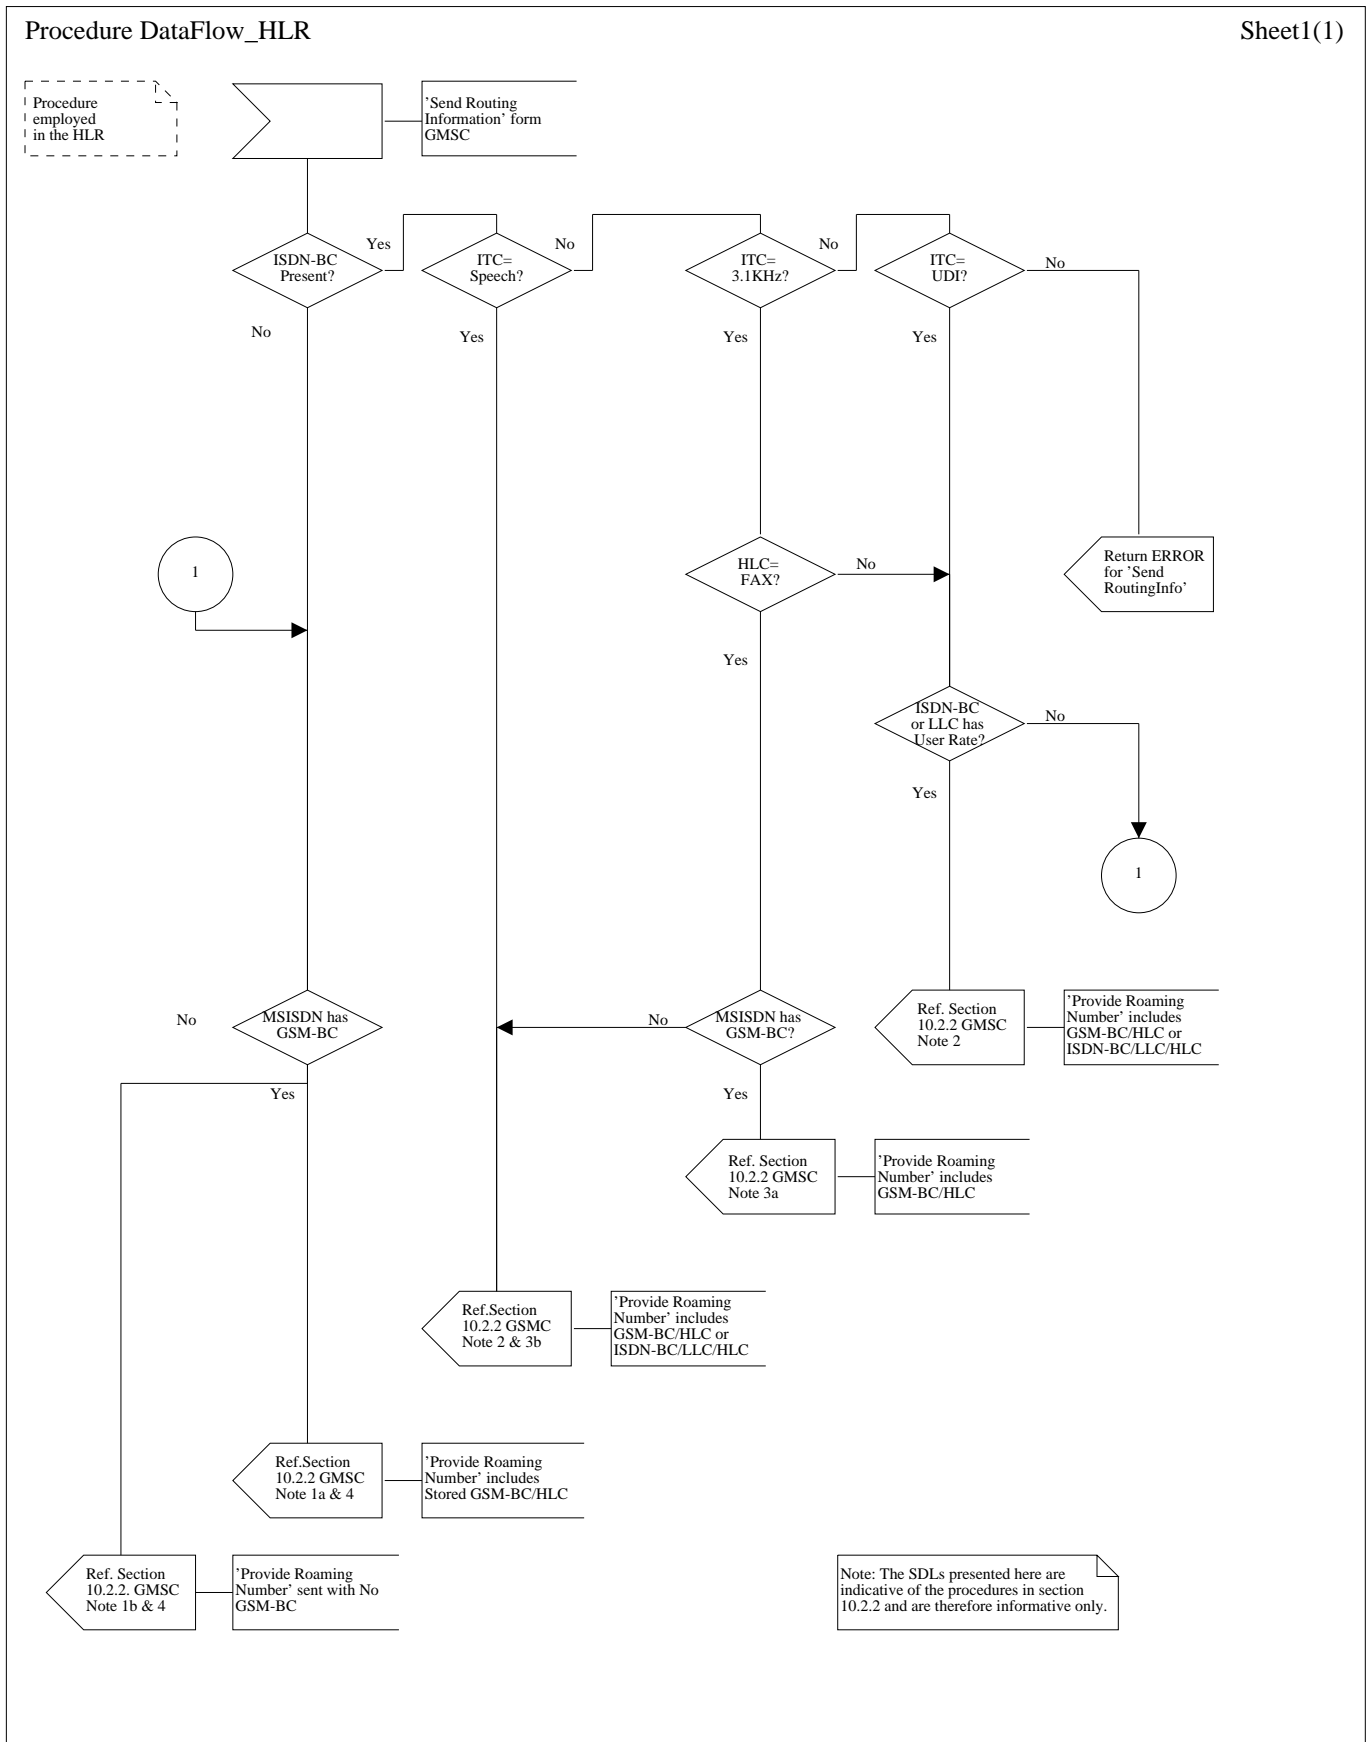 Procedure DataFlow_HLR
Sheet1(1)
Procedure
employed
in the HLR
'Send Routing
Information' form
GMSC
ISDN-BC
Present?
Yes
ITC=
Speech?
No
ITC=
3.1KHz?
No
ITC=
UDI?
No
No
Yes
Yes
Yes
1
HLC=
FAX?
No
Return ERROR
for 'Send
RoutingInfo'
Yes
ISDN-BC
or LLC has
User Rate?
No
Yes
1
No
MSISDN has
GSM-BC
No
MSISDN has
GSM-BC?
Ref. Section
10.2.2 GMSC
Note 2
'Provide Roaming
Number' includes
GSM-BC/HLC or
ISDN-BC/LLC/HLC
Yes
Yes
Ref. Section
10.2.2 GMSC
Note 3a
'Provide Roaming
Number' includes
GSM-BC/HLC
Ref.Section
10.2.2 GSMC
Note 2 & 3b
'Provide Roaming
Number' includes
GSM-BC/HLC or
ISDN-BC/LLC/HLC
Ref.Section
10.2.2 GMSC
Note 1a & 4
'Provide Roaming
Number' includes
Stored GSM-BC/HLC
Ref. Section
10.2.2. GMSC
Note 1b & 4
'Provide Roaming
Number' sent with No
GSM-BC
Note: The SDLs presented here are
indicative of the procedures in section
10.2.2 and are therefore informative only.